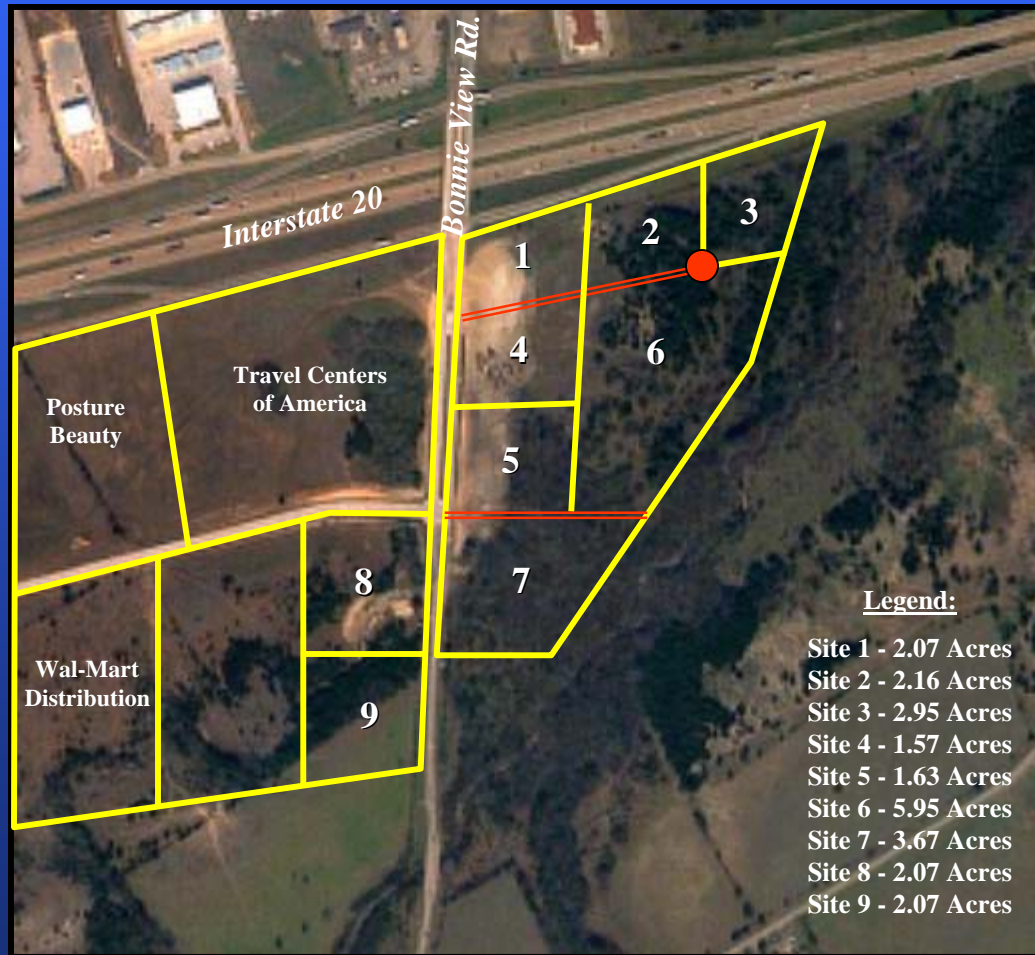 Bonnie View Rd.
Interstate 20
1
2
3
4
6
Travel Centers
of America
Posture
Beauty
5
7
8
9
Wal-Mart
Distribution
Legend:
Site 1 - 2.07 Acres
Site 2 - 2.16 Acres
Site 3 - 2.95 Acres
Site 4 - 1.57 Acres
Site 5 - 1.63 Acres
Site 6 - 5.95 Acres
Site 7 - 3.67 Acres
Site 8 - 2.07 Acres
Site 9 - 2.07 Acres